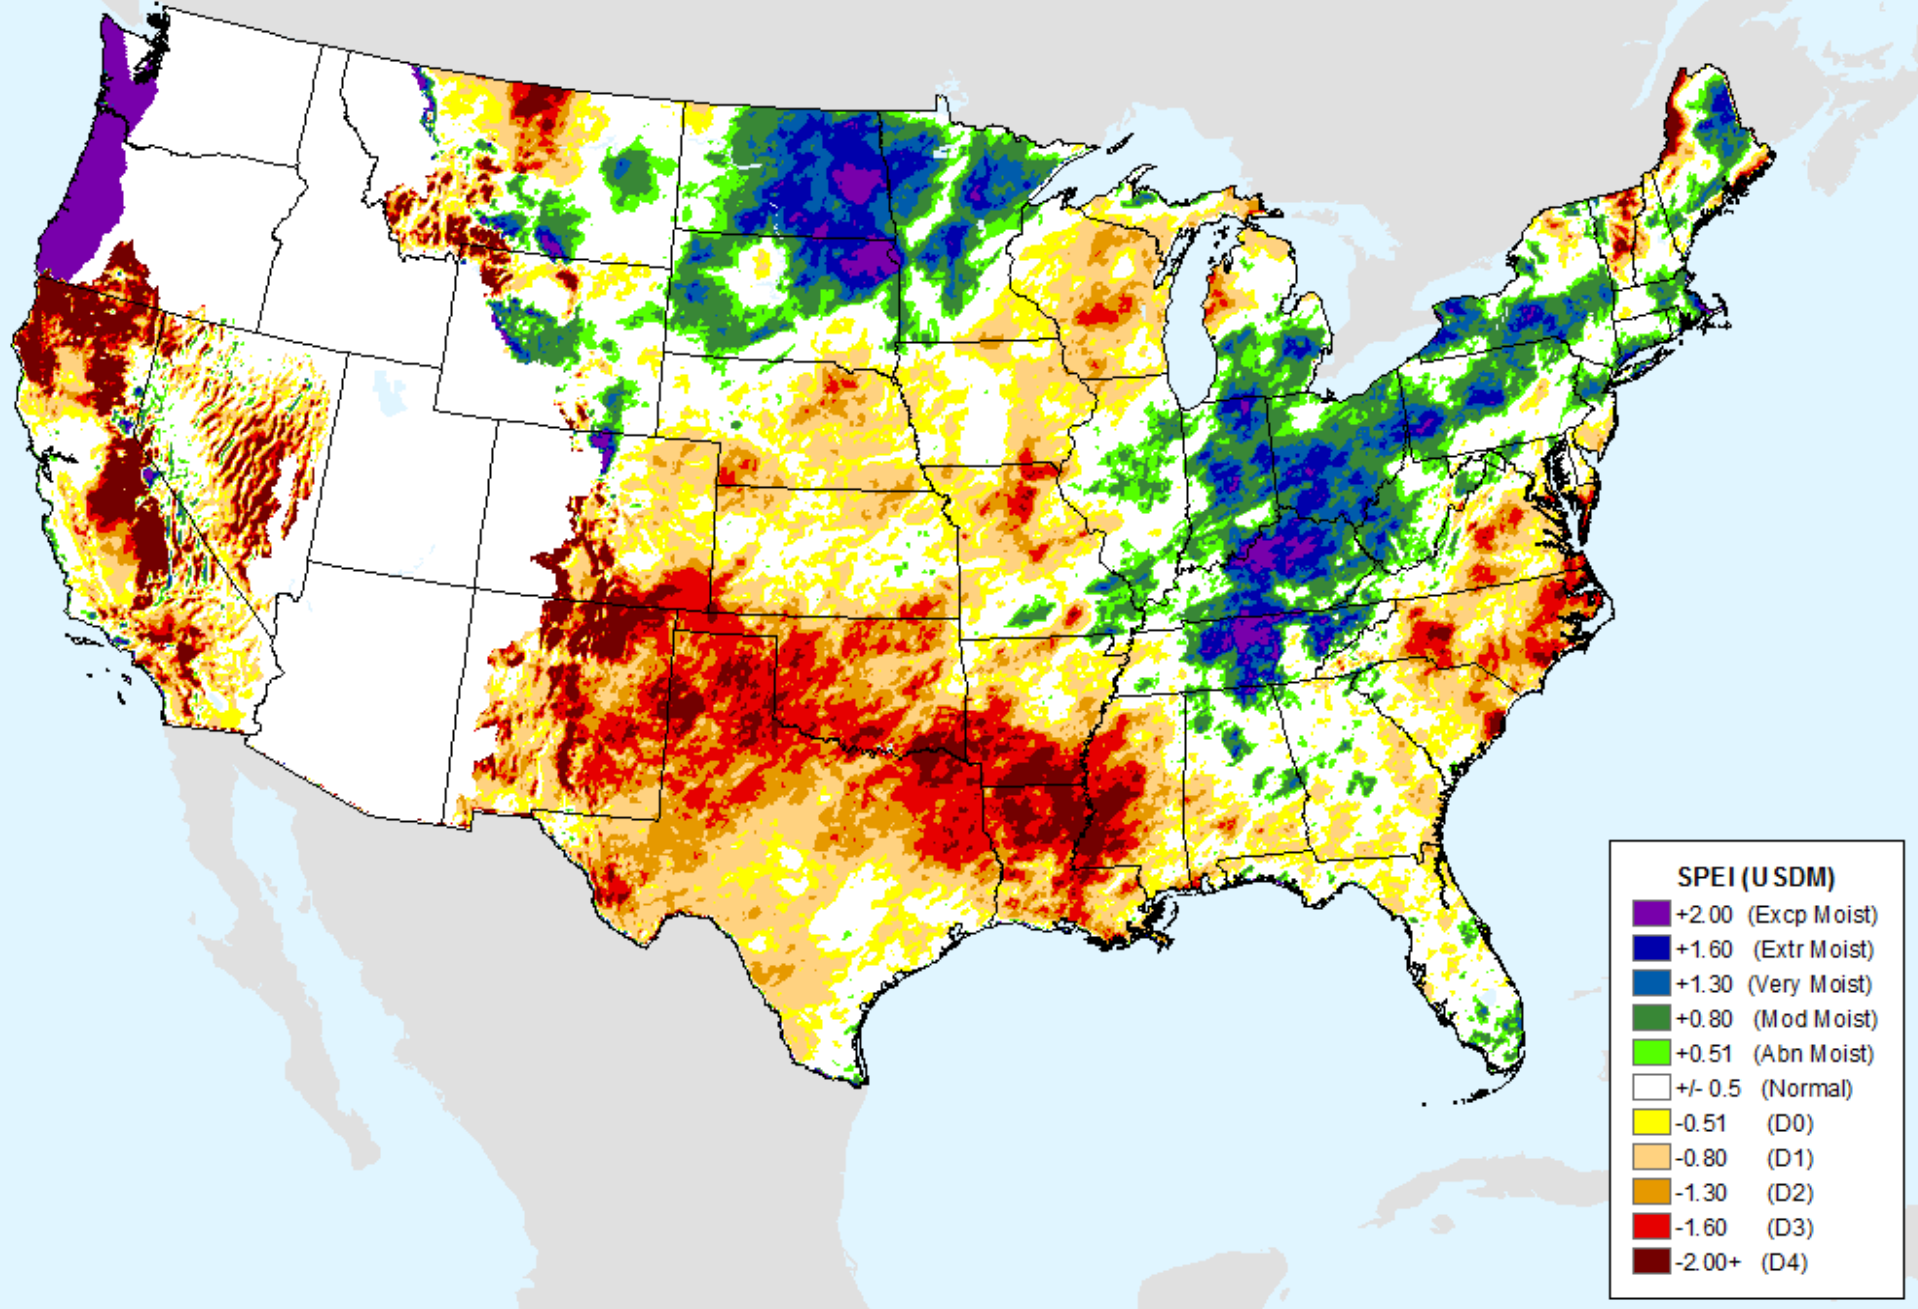 SPEI (USDM)
+2.00 (Excp Moist)
+1.60 (Extr Moist)
+1.30 (Very Moist)
+0.80 (Mod Moist)
+0.51 (Abn Moist)
+/- 0.5 (Normal)
-0.51 (D0)
-0.80 (D1)
-1.30 (D2)
-1.60 (D3)
-2.00+ (D4)